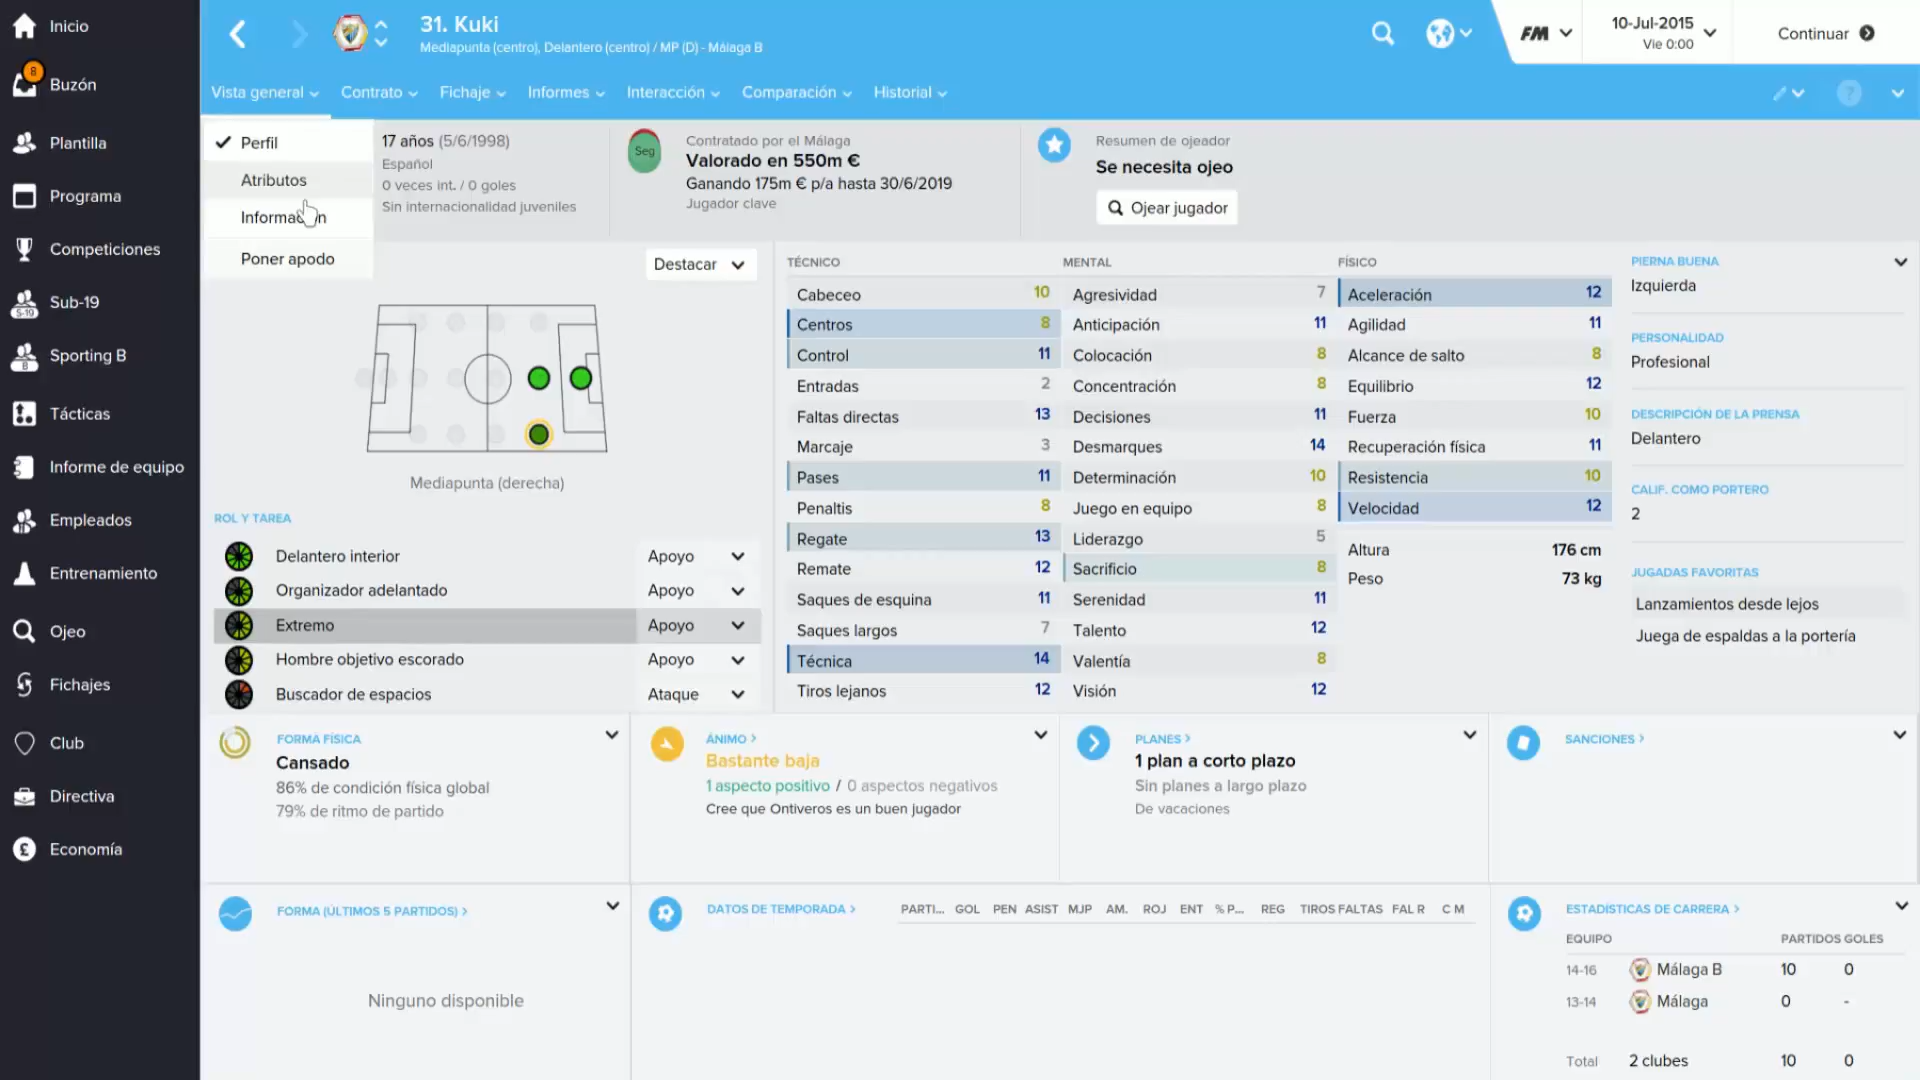 Inicio
8
Buzón
Plantilla
Programa
Competiciones
S-19
Sub-19
B
Sporting B
Tácticas
Informe de equipo
Empleados
Entrenamiento
Ojeo
Fichajes
Club
Directiva
Economía
31. Kuki
Mediapunta (centro), Delantero (centro) / MP (D) - Málaga B
FM
10-Jul-2015
Vie 0:00
Continuar
Vista general
Contrato
Fichaje
Informes
Interacción
Comparación
Historial
?
Perfil
Atributos
Información
Poner apodo
17 años (5/6/1998)
Español
0 veces int. / 0 goles
Sin internacionalidad juveniles
Seg
Contratado por el Málaga
Valorado en 550m €
Ganando 175m € p/a hasta 30/6/2019
Jugador clave
Resumen de ojeador
Se necesita ojeo
Ojear jugador
Destacar
Mediapunta (derecha)
ROL Y TAREA
Delantero interior Apoyo
Organizador adelantado Apoyo
Extremo Apoyo
Hombre objetivo escorado Apoyo
Buscador de espacios Ataque
TÉCNICO
Cabeceo 10
Centros 8
Control 11
Entradas 2
Faltas directas 13
Marcaje 3
Pases 11
Penaltis 8
Regate 13
Remate 12
Saques de esquina 11
Saques largos 7
Técnica 14
Tiros lejanos 12
MENTAL
Agresividad 7
Anticipación 11
Colocación 8
Concentración 8
Decisiones 11
Desmarques 14
Determinación 10
Juego en equipo 8
Liderazgo 5
Sacrificio 8
Serenidad 11
Talento 12
Valentía 8
Visión 12
FÍSICO
Aceleración 12
Agilidad 11
Alcance de salto 8
Equilibrio 12
Fuerza 10
Recuperación física 11
Resistencia 10
Velocidad 12
Altura 176 cm
Peso 73 kg
PIERNA BUENA
Izquierda
PERSONALIDAD
Profesional
DESCRIPCIÓN DE LA PRENSA
Delantero
CALIF. COMO PORTERO
2
JUGADAS FAVORITAS
Lanzamientos desde lejos
Juega de espaldas a la portería
FORMA FÍSICA
Cansado
86% de condición física global
79% de ritmo de partido
ÁNIMO >
Bastante baja
1 aspecto positivo / 0 aspectos negativos
Cree que Ontiveros es un buen jugador
PLANES >
1 plan a corto plazo
Sin planes a largo plazo
De vacaciones
SANCIONES >
FORMA (ÚLTIMOS 5 PARTIDOS) >
Ninguno disponible
DATOS DE TEMPORADA >
PARTI... GOL PEN ASIST MJP AM. ROJ ENT % P... REG TIROS FALTAS FAL R C M
ESTADÍSTICAS DE CARRERA >
EQUIPO PARTIDOS GOLES
14-16 Málaga B 10 0
13-14 Málaga 0 -
Total 2 clubes 10 0